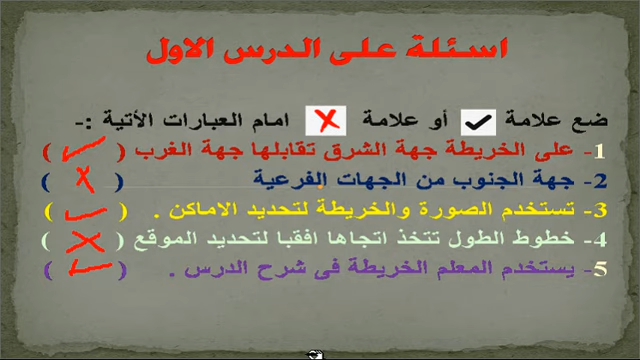 اسئلة على الدرس الاول
ضع علامة ✓ أو علامة ✗ امام العبارات الأتية :-
1- على الخريطة جهة الشرق تقابلها جهة الغرب ( ✓ )
2- جهة الجنوب من الجهات الفرعية ( ✗ )
3- تستخدم الصورة والخريطة لتحديد الاماكن . ( ✓ )
4- خطوط الطول تتخذ اتجاها افقيا لتحديد الموقع ( ✗ )
5- يستخدم المعلم الخريطة فى شرح الدرس . ( ✓ )